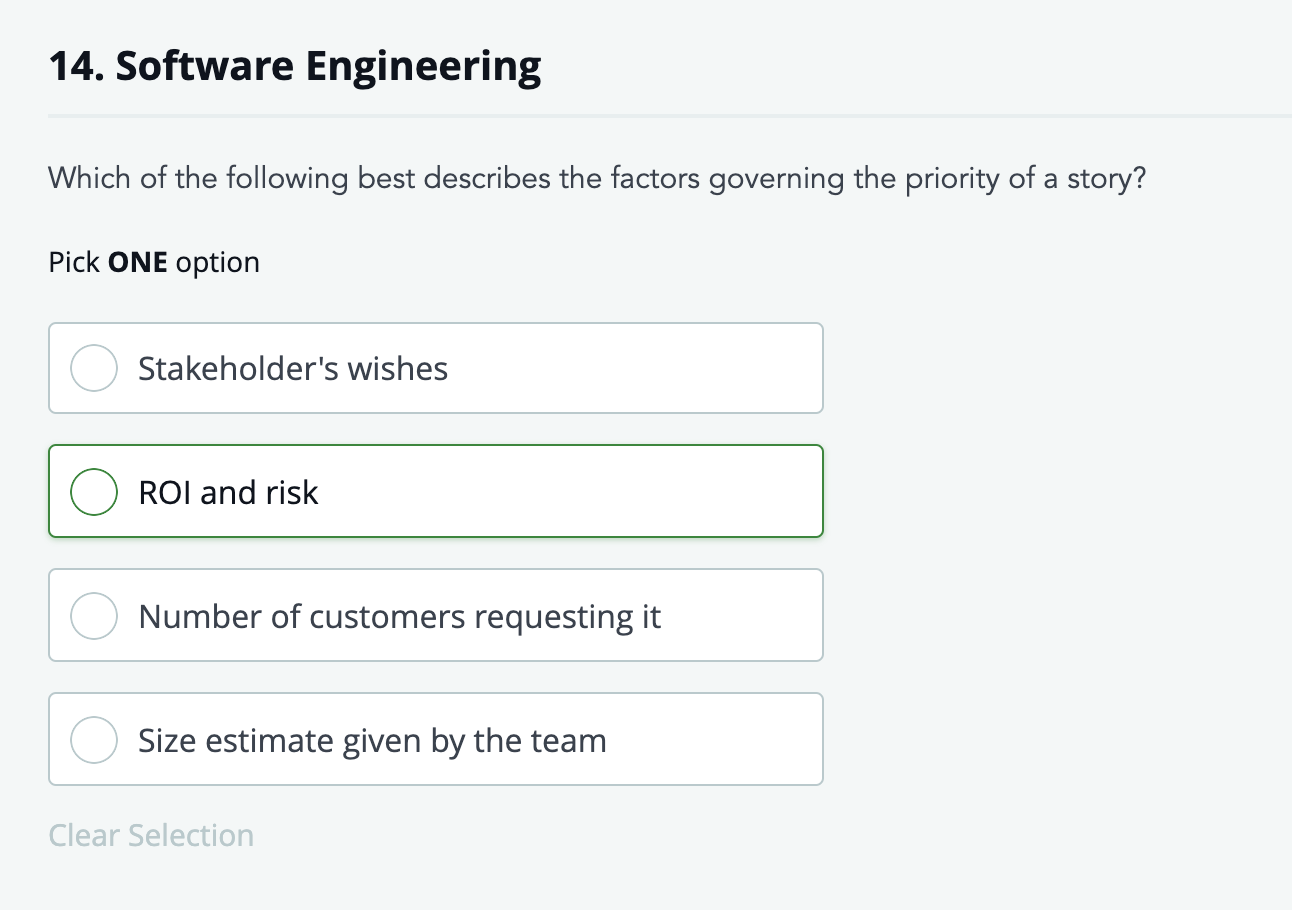 14. Software Engineering
Which of the following best describes the factors governing the priority of a story?
Pick ONE option
Stakeholder's wishes
ROI and risk
Number of customers requesting it
Size estimate given by the team
Clear Selection